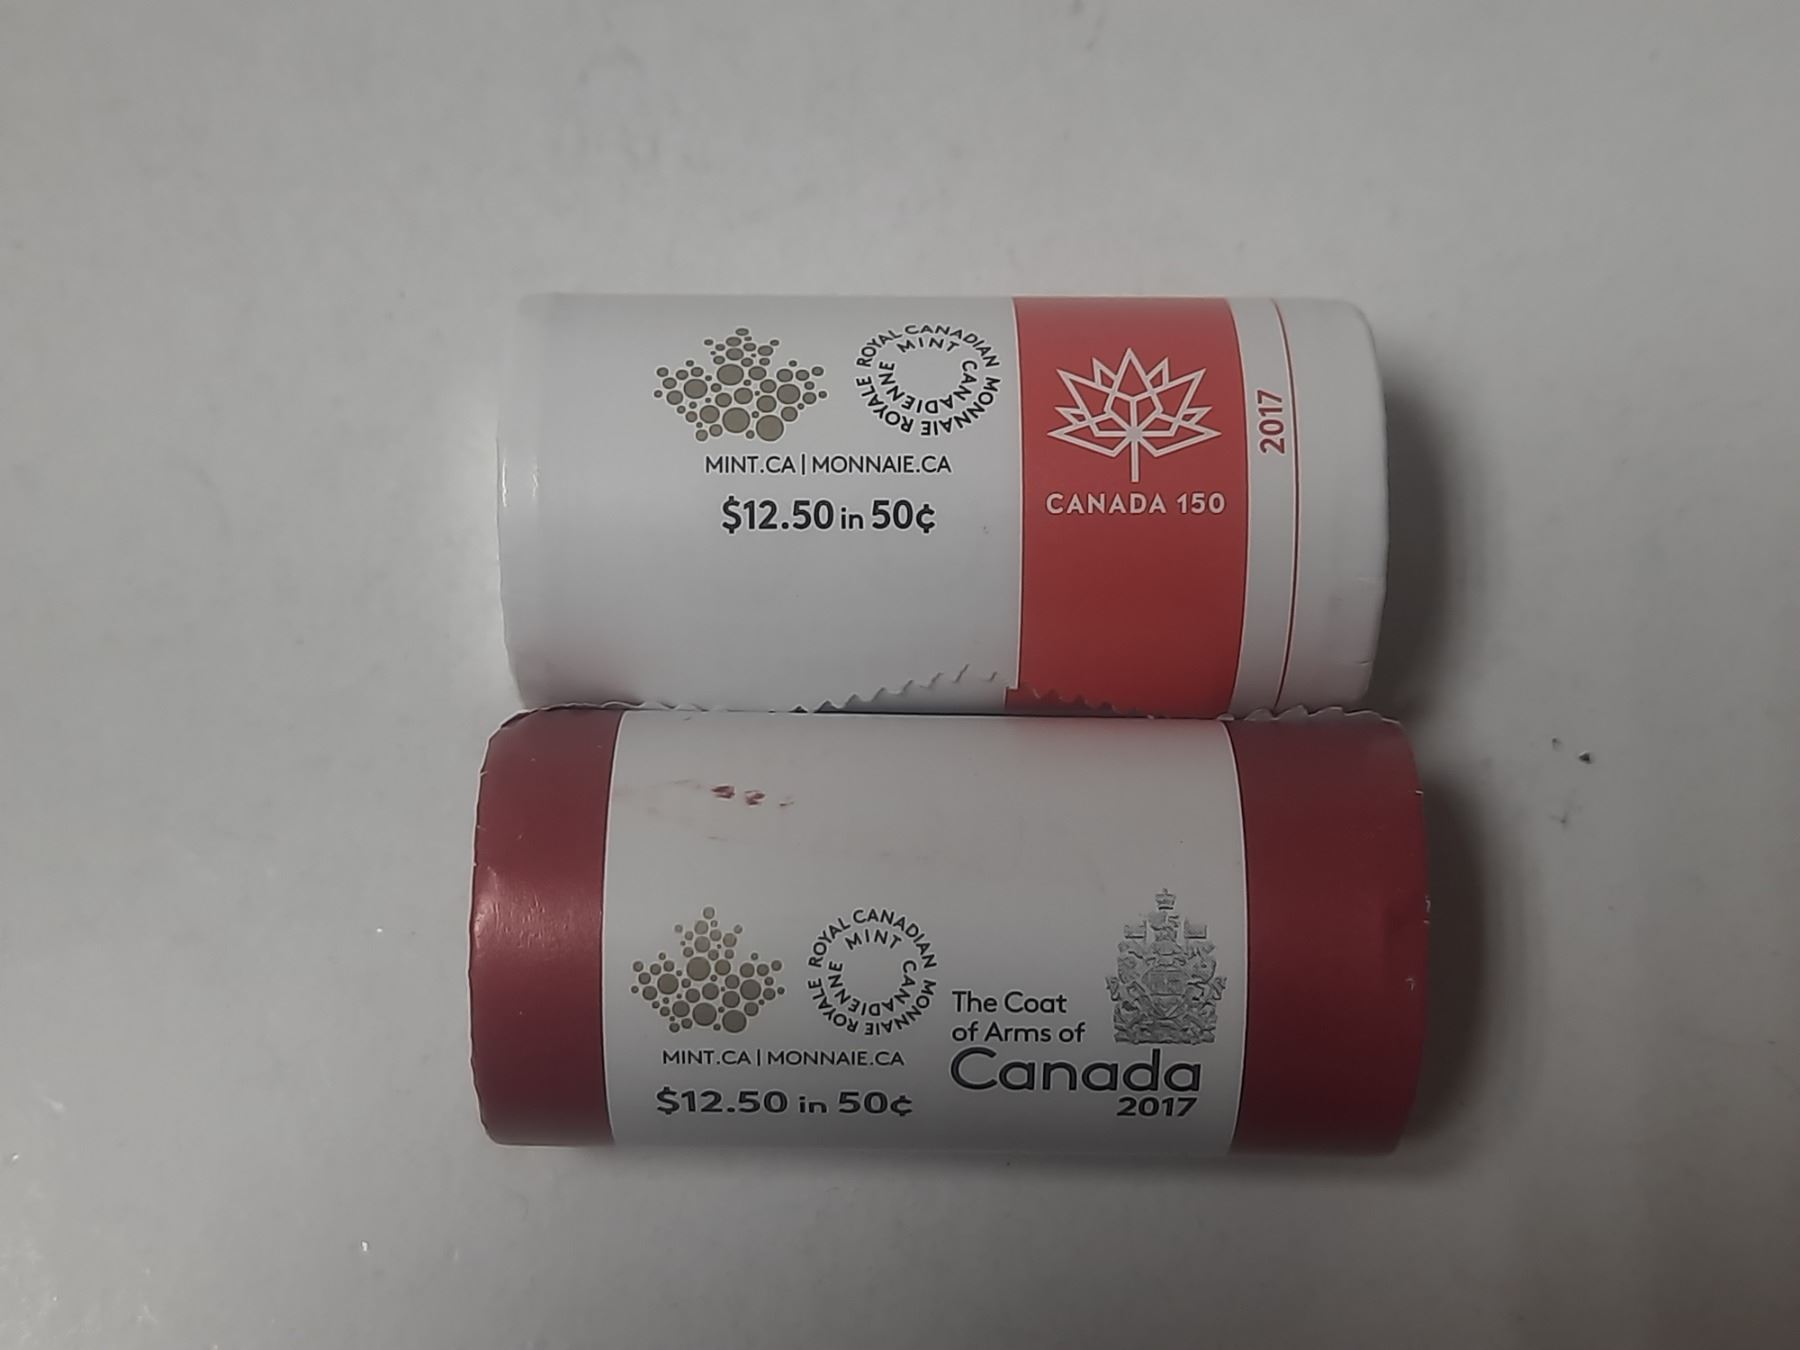 ROYAL CANADIAN MINT
MONNAIE ROYALE CANADIENNE
MINT.CA | MONNAIE.CA
$12.50 in 50¢
CANADA 150
2017
ROYAL CANADIAN MINT
MONNAIE ROYALE CANADIENNE
MINT.CA | MONNAIE.CA
$12.50 in 50¢
The Coat
of Arms of
Canada
2017